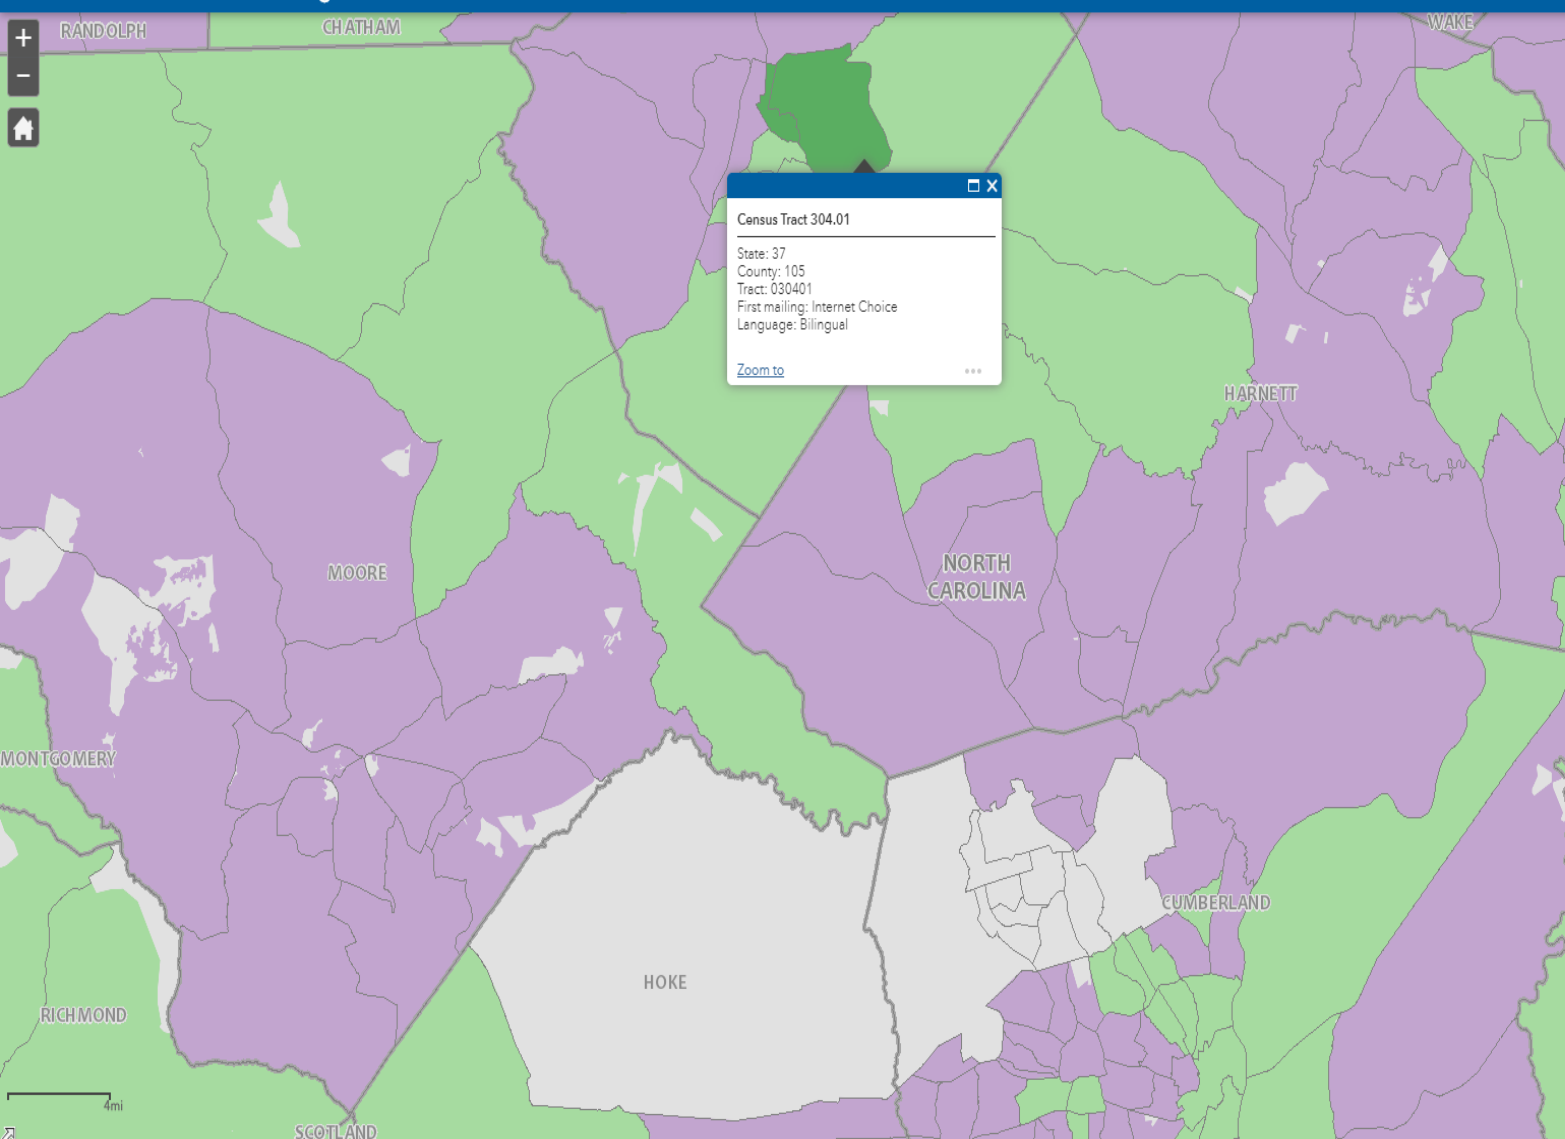 RANDOLPH
CHATHAM
WAKE
+
−
Census Tract 304.01
State: 37
County: 105
Tract: 030401
First mailing: Internet Choice
Language: Bilingual
Zoom to
HARNETT
NORTH
CAROLINA
MOORE
MONTGOMERY
CUMBERLAND
HOKE
RICHMOND
4mi
SCOTLAND